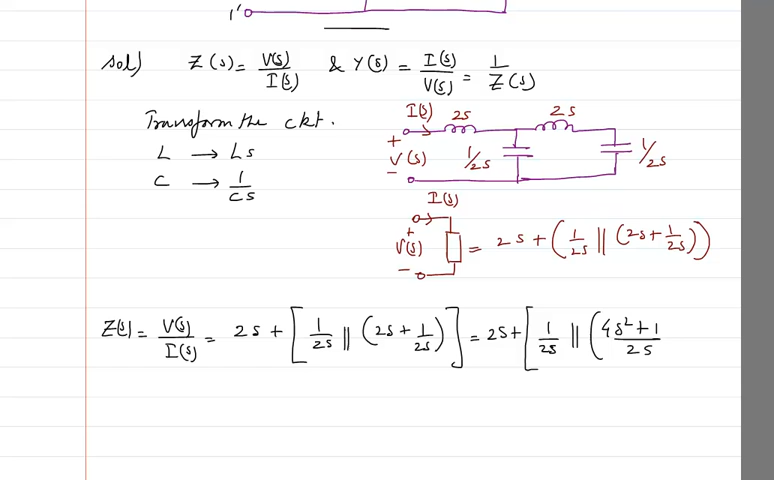 1'
Sol) Z(s) = V(s)/I(s) & Y(s) = I(s)/V(s) = 1/Z(s)
Transform the ckt.
L → Ls
C → 1/Cs
I(s) 2s 2s
+ V(s) − 1/2s 1/2s
I(s)
+ V(s) − = 2s + (1/2s || (2s + 1/2s))
Z(s) = V(s)/I(s) = 2s + [1/2s || (2s + 1/2s)] = 2s + [1/2s || (4s² + 1/2s